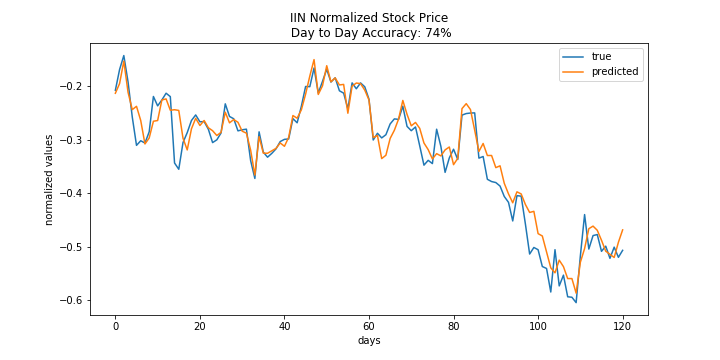 IIN Normalized Stock Price
Day to Day Accuracy: 74%
true
predicted
normalized values
−0.2
−0.3
−0.4
−0.5
−0.6
0
20
40
60
80
100
120
days